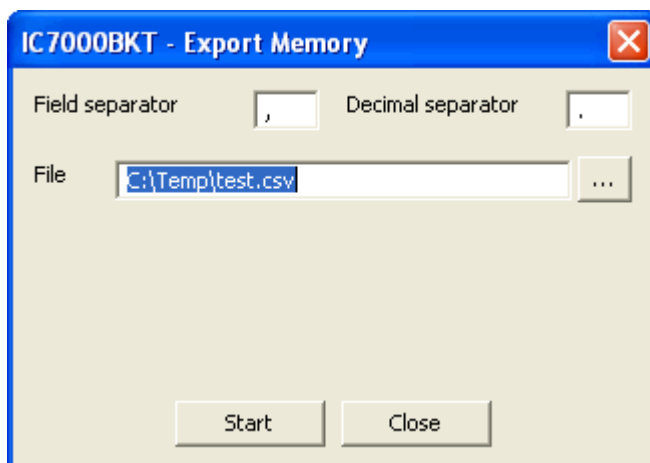 IC7000BKT - Export Memory
Field separator , Decimal separator .
File C:\Temp\test.csv ...
Start Close